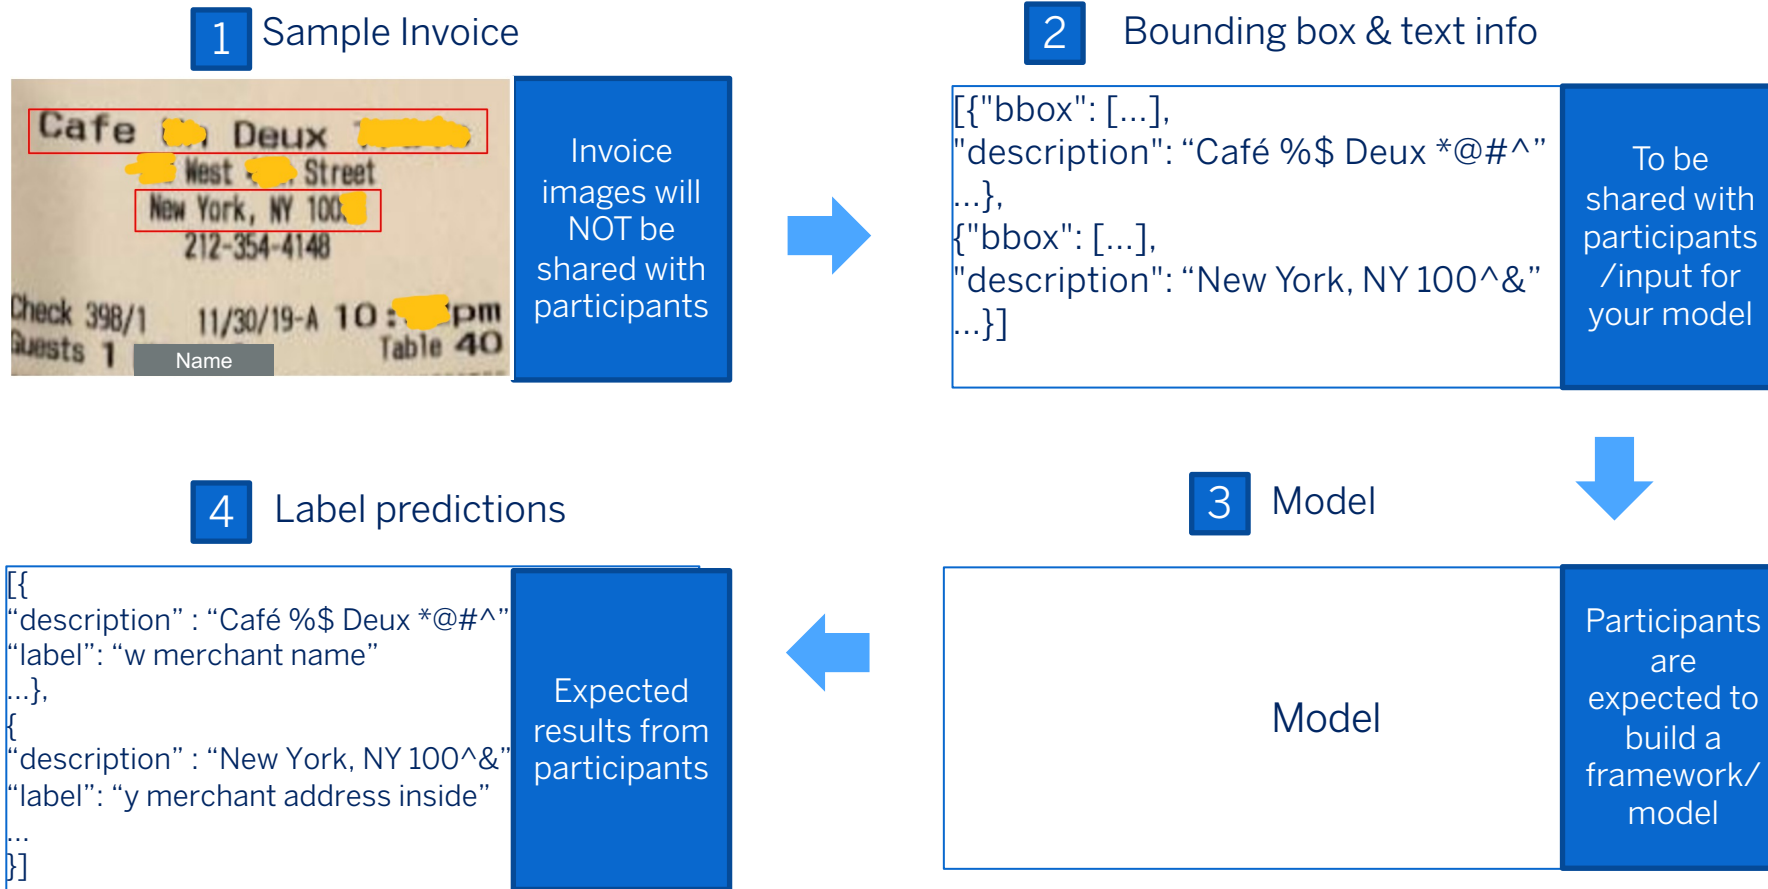 1 Sample Invoice
Cafe Deux
West Street
New York, NY 100
212-354-4148
Check 398/1 11/30/19-A 10: pm
Guests 1 Table 40
Name
Invoice
images will
NOT be
shared with
participants
2 Bounding box & text info
[{"bbox": [...],
"description": “Café %$ Deux *@#^”
...},
{"bbox": [...],
"description": “New York, NY 100^&”
...}]
To be
shared with
participants
/input for
your model
3 Model
Model
Participants
are
expected to
build a
framework/
model
4 Label predictions
[{
“description” : “Café %$ Deux *@#^”
“label”: “w merchant name”
...},
{
“description” : “New York, NY 100^&”
“label”: “y merchant address inside”
...
}]
Expected
results from
participants